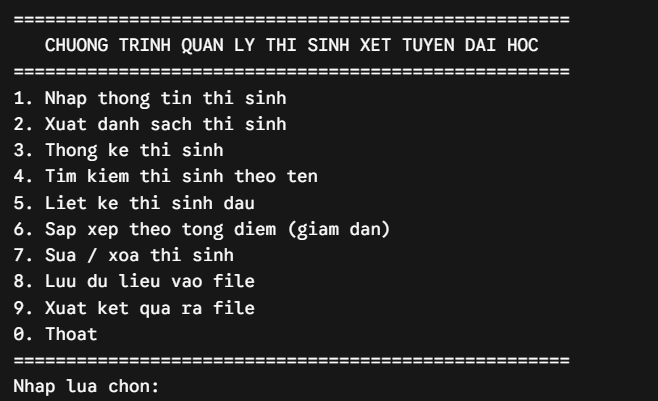 =====================================================
CHUONG TRINH QUAN LY THI SINH XET TUYEN DAI HOC
=====================================================
1. Nhap thong tin thi sinh
2. Xuat danh sach thi sinh
3. Thong ke thi sinh
4. Tim kiem thi sinh theo ten
5. Liet ke thi sinh dau
6. Sap xep theo tong diem (giam dan)
7. Sua / xoa thi sinh
8. Luu du lieu vao file
9. Xuat ket qua ra file
0. Thoat
=====================================================
Nhap lua chon: